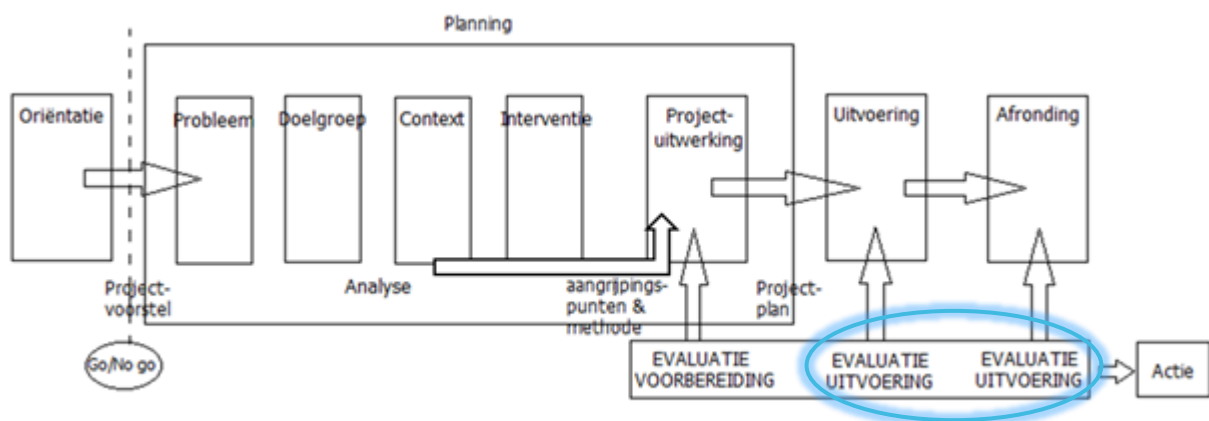 Planning
Oriëntatie
Probleem
Doelgroep
Context
Interventie
Project-
uitwerking
Uitvoering
Afronding
Project-
voorstel
Analyse
aangrijpings-
punten &
methode
Project-
plan
Go/No go
EVALUATIE
VOORBEREIDING
EVALUATIE
UITVOERING
EVALUATIE
UITVOERING
Actie